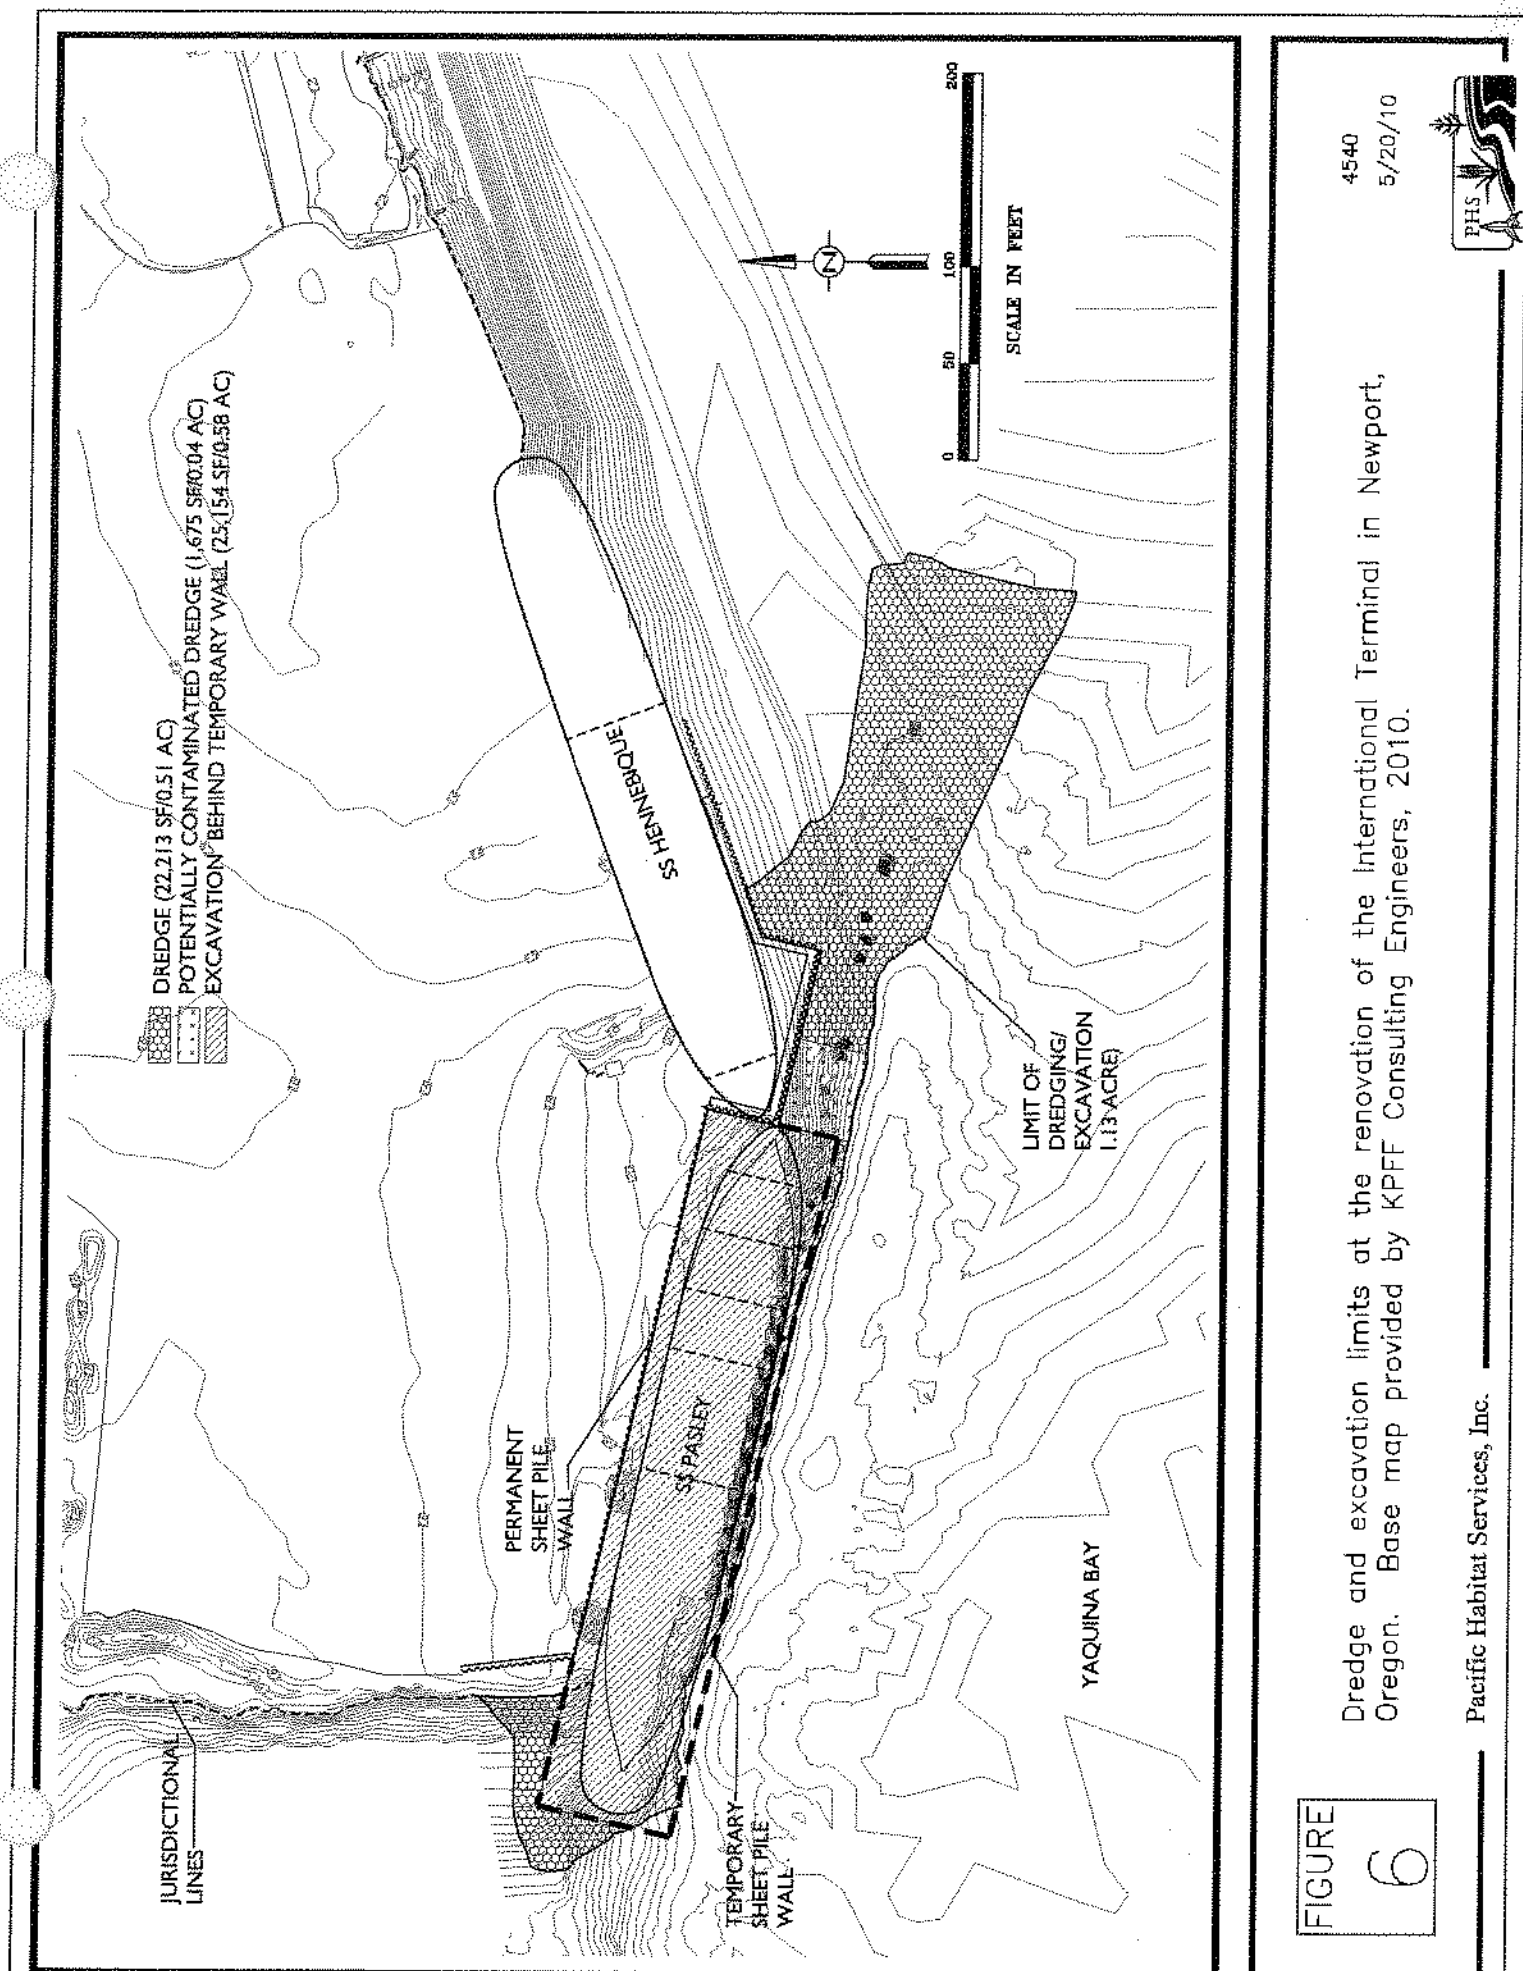 DREDGE (22,213 SF/0.51 AC)
POTENTIALLY CONTAMINATED DREDGE (1,675 SF/0.04 AC)
EXCAVATION BEHIND TEMPORARY WALL (25,154 SF/0.58 AC)
JURISDICTIONAL
LINES
PERMANENT
SHEET PILE
WALL
SS HENNEBIQUE
SS PASLEY
TEMPORARY
SHEET PILE
WALL
LIMIT OF
DREDGING/
EXCAVATION
1.13 ACRE)
YAQUINA BAY
N
0 50 100 200
SCALE IN FEET
FIGURE
6
Dredge and excavation limits at the renovation of the International Terminal in Newport,
Oregon. Base map provided by KPFF Consulting Engineers, 2010.
4540
5/20/10
Pacific Habitat Services, Inc.
PHS